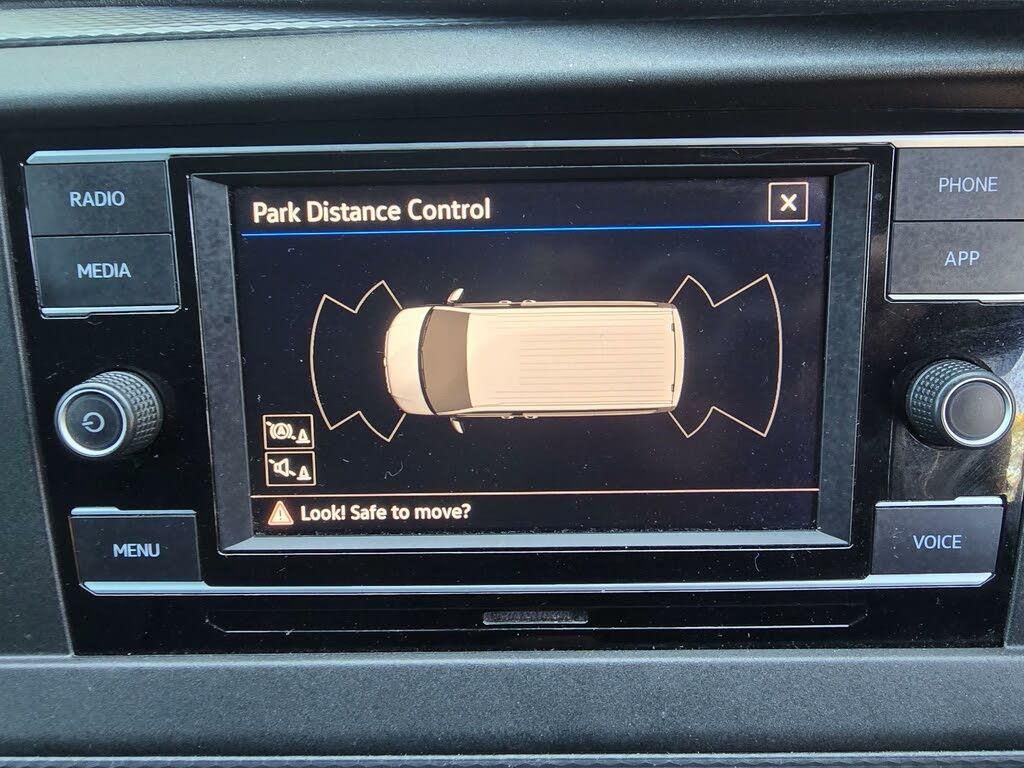 RADIO
MEDIA
MENU
Park Distance Control
Look! Safe to move?
PHONE
APP
VOICE